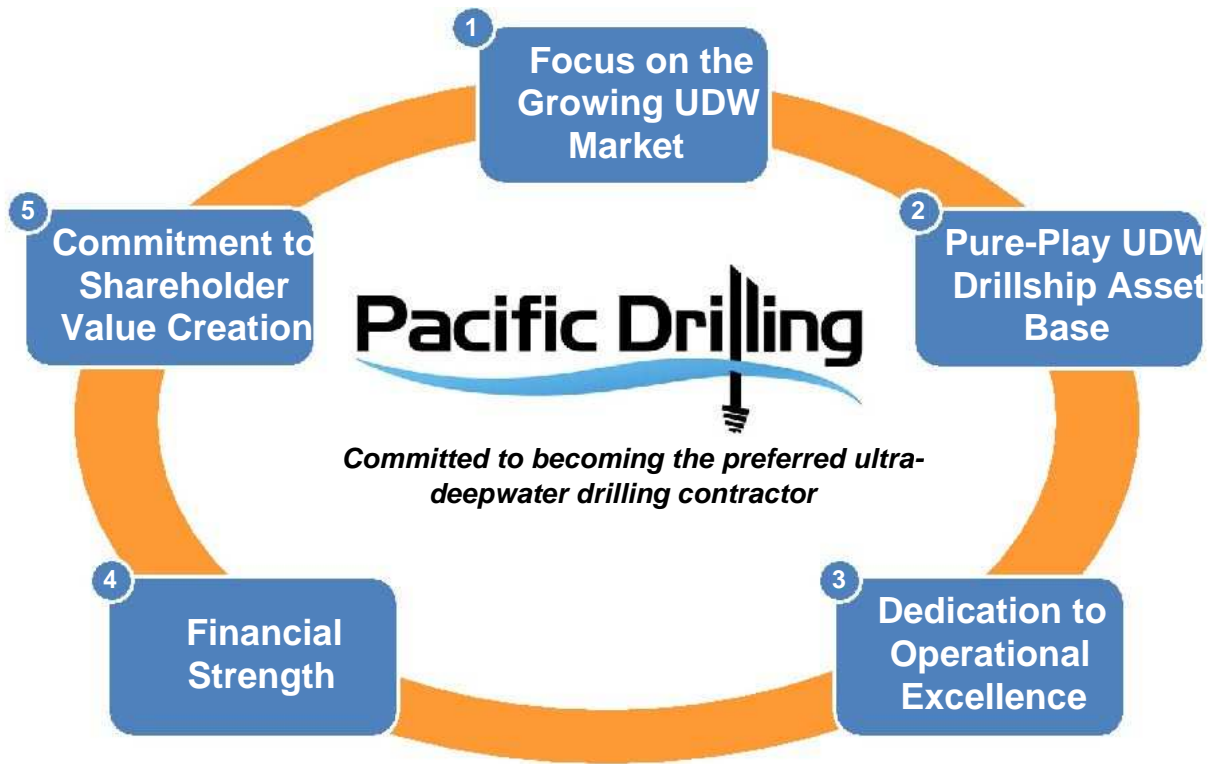 1
Focus on the
Growing UDW
Market
2
Pure-Play UDW
Drillship Asset
Base
3
Dedication to
Operational
Excellence
4
Financial
Strength
5
Commitment to
Shareholder
Value Creation
Pacific Drilling
Committed to becoming the preferred ultra-
deepwater drilling contractor